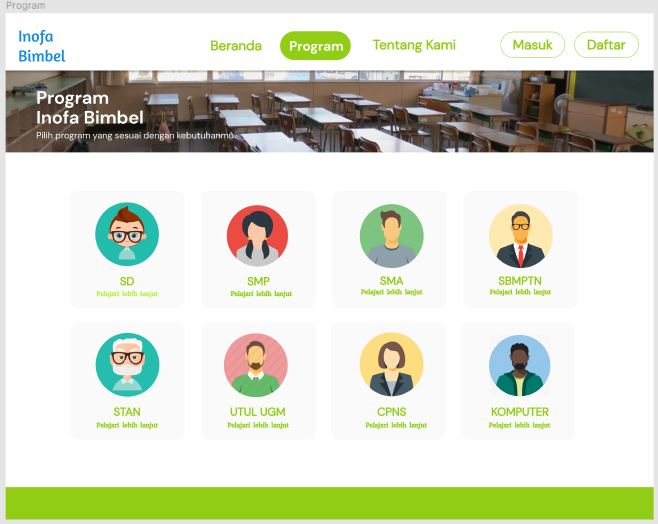 Program
Inofa
Bimbel
Beranda
Program
Tentang Kami
Masuk
Daftar
Program
Inofa Bimbel
Pilih program yang sesuai dengan kebutuhanmu
SD
Pelajari lebih lanjut
SMP
Pelajari lebih lanjut
SMA
Pelajari lebih lanjut
SBMPTN
Pelajari lebih lanjut
STAN
Pelajari lebih lanjut
UTUL UGM
Pelajari lebih lanjut
CPNS
Pelajari lebih lanjut
KOMPUTER
Pelajari lebih lanjut